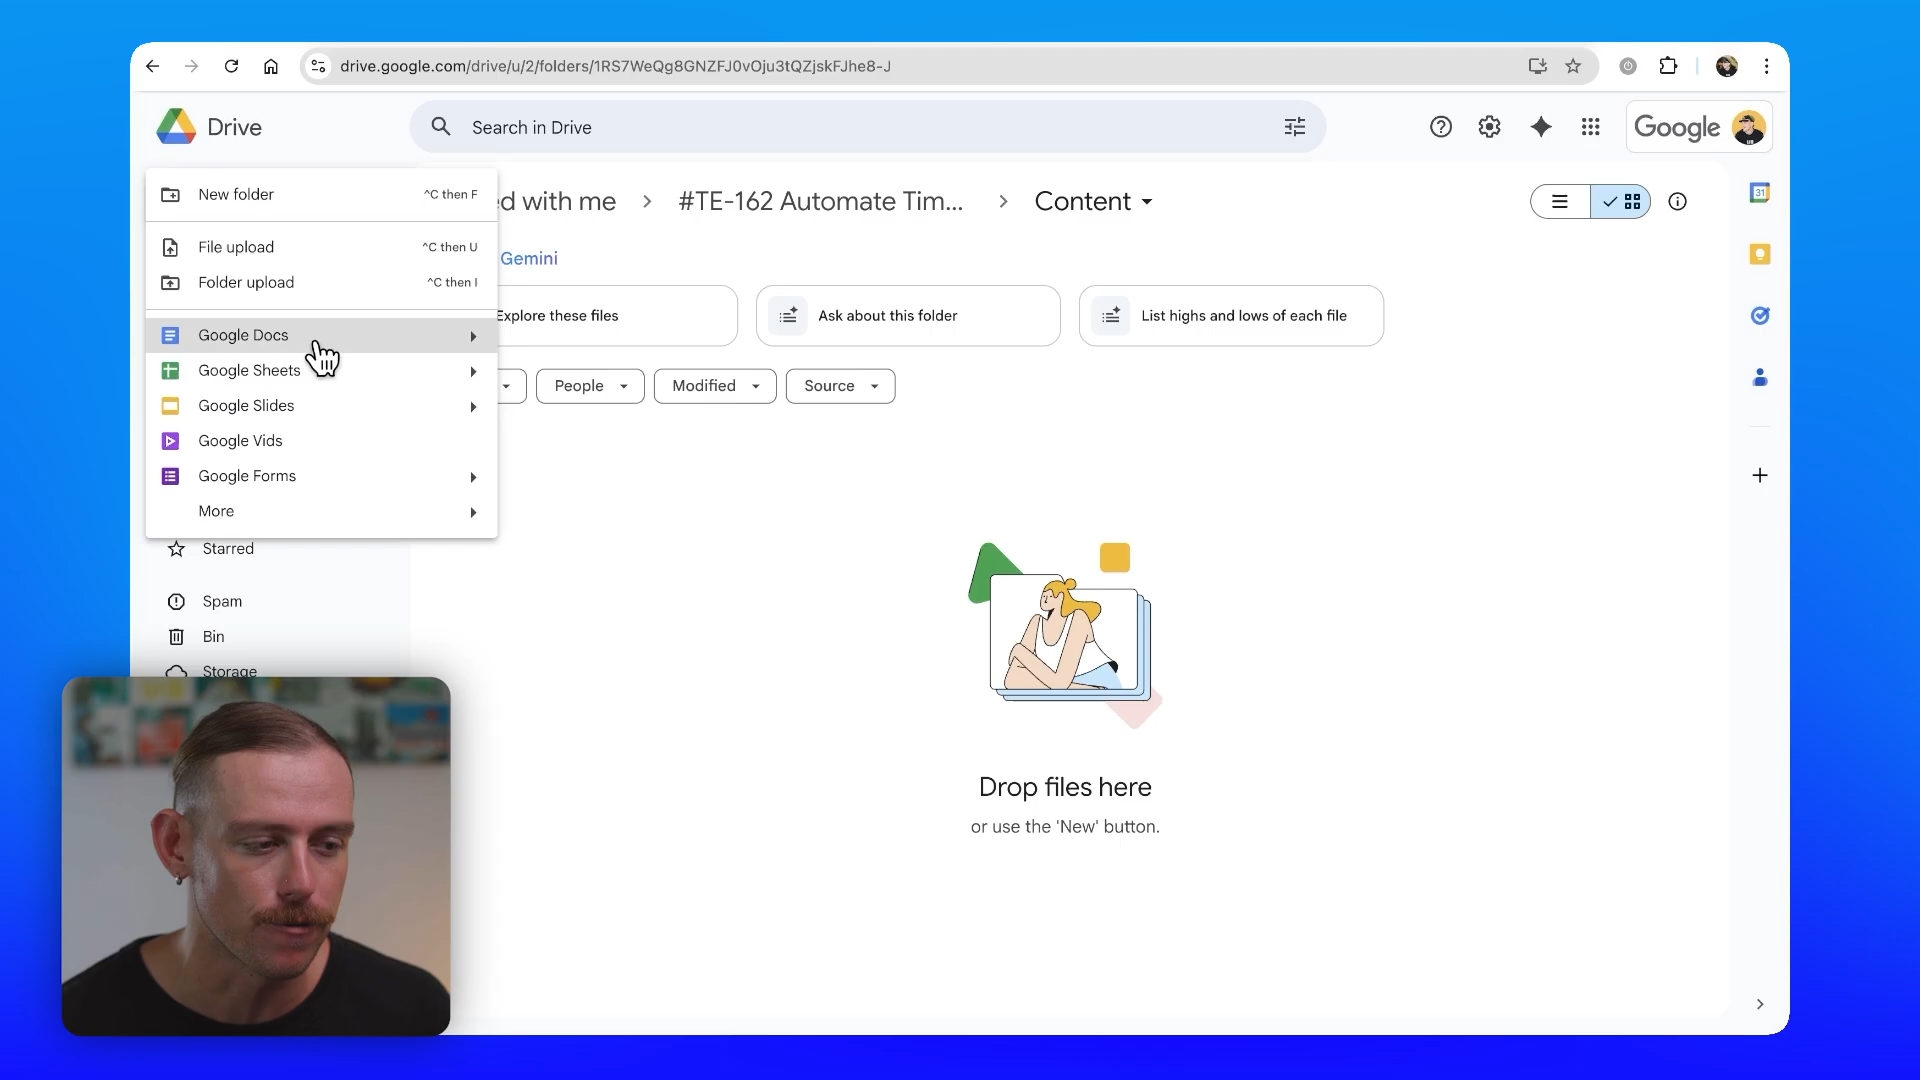 drive.google.com/drive/u/2/folders/1RS7WeQg8GNZFJ0vOju3tQZjskFJhe8-J
Drive
Search in Drive
Google
New folder
^C then F
File upload
^C then U
Folder upload
^C then I
Google Docs
Google Sheets
Google Slides
Google Vids
Google Forms
More
Starred
Spam
Bin
Storage
ed with me
#TE-162 Automate Tim...
Content
31
Gemini
Explore these files
Ask about this folder
List highs and lows of each file
People
Modified
Source
Drop files here
or use the 'New' button.